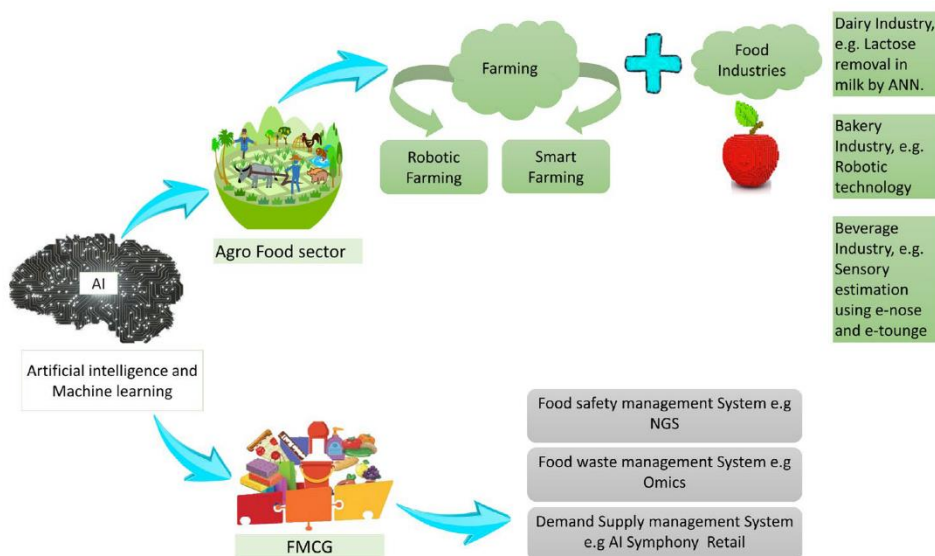 Farming
Robotic
Farming
Smart
Farming
Food
Industries
Dairy Industry,
e.g. Lactose
removal in
milk by ANN.
Bakery
Industry, e.g.
Robotic
technology
Beverage
Industry, e.g.
Sensory
estimation
using e-nose
and e-tounge
Agro Food sector
AI
Artificial intelligence and
Machine learning
FMCG
Food safety management System e.g
NGS
Food waste management System e.g
Omics
Demand Supply management System
e.g AI Symphony Retail